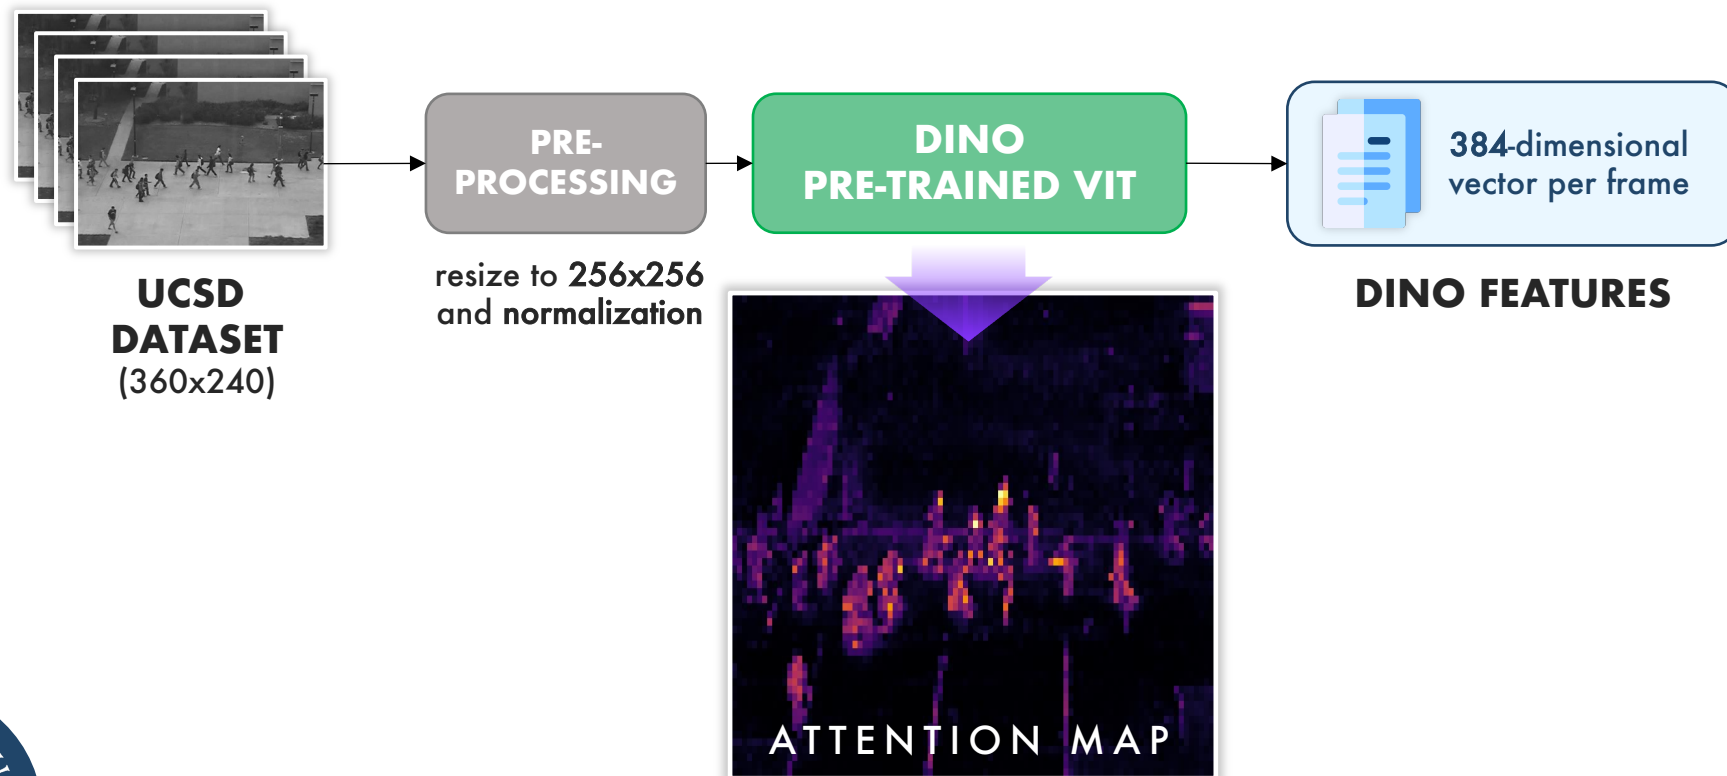 PRE-
PROCESSING
DINO
PRE-TRAINED VIT
384-dimensional
vector per frame
resize to 256x256
and normalization
UCSD
DATASET
(360x240)
DINO FEATURES
ATTENTION MAP